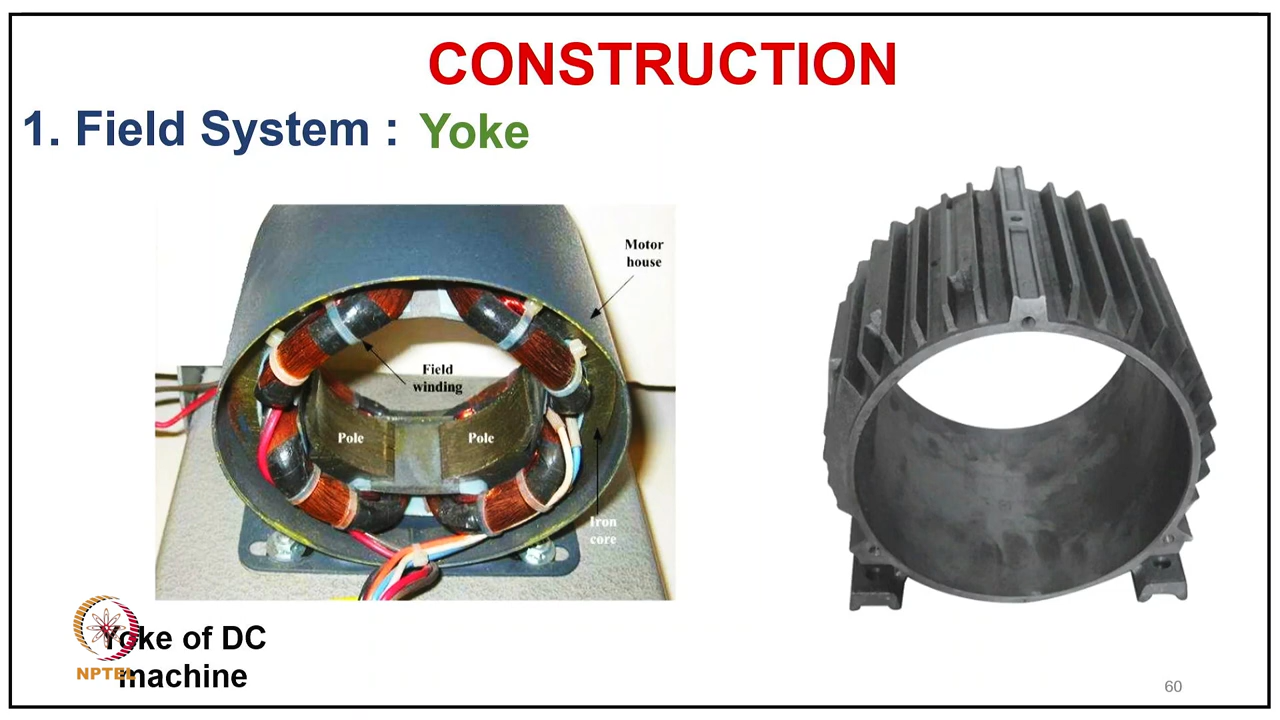 CONSTRUCTION
1. Field System : Yoke
Motor
house
Field
winding
Pole
Pole
Iron
core
Yoke of DC
machine
NPTEL
60